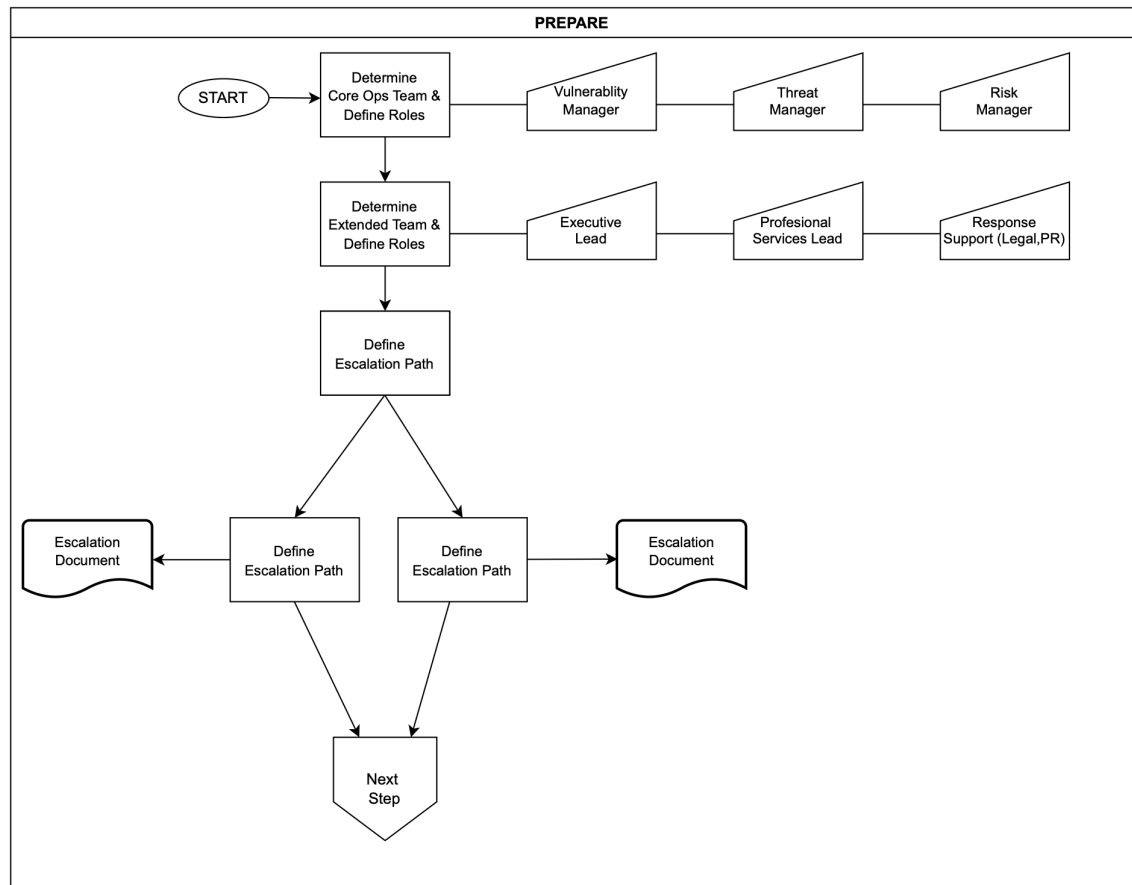 PREPARE
START
Determine
Core Ops Team &
Define Roles
Vulnerablity
Manager
Threat
Manager
Risk
Manager
Determine
Extended Team &
Define Roles
Executive
Lead
Profesional
Services Lead
Response
Support (Legal,PR)
Define
Escalation Path
Escalation
Document
Define
Escalation Path
Define
Escalation Path
Escalation
Document
Next
Step